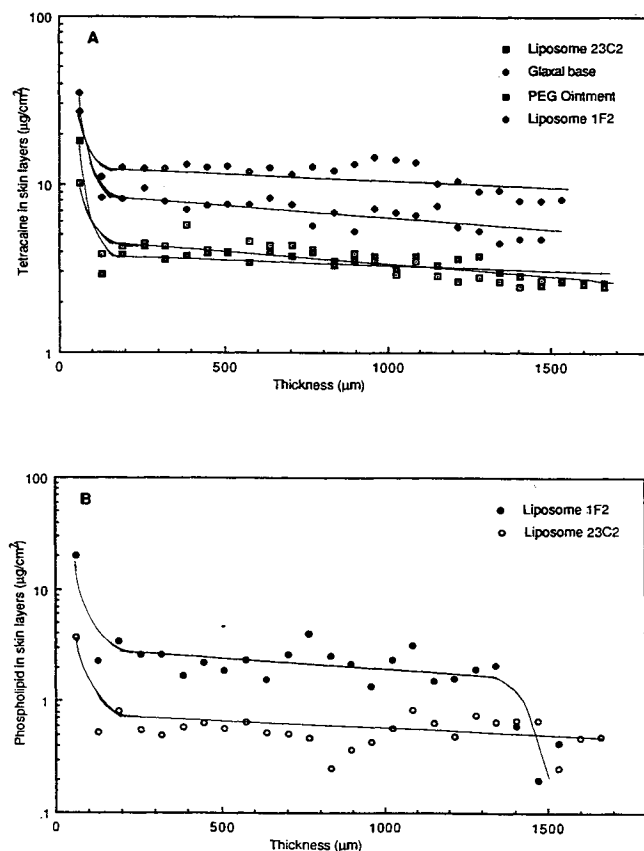 100
A
Liposome 23C2
Glaxal base
PEG Ointment
Liposome 1F2
10
1
Tetracaine in skin layers (µg/cm²)
0
500
1000
1500
Thickness (µm)
100
B
Liposome 1F2
Liposome 23C2
10
1
.1
Phospholipid in skin layers (µg/cm²)
0
500
1000
1500
Thickness (µm)